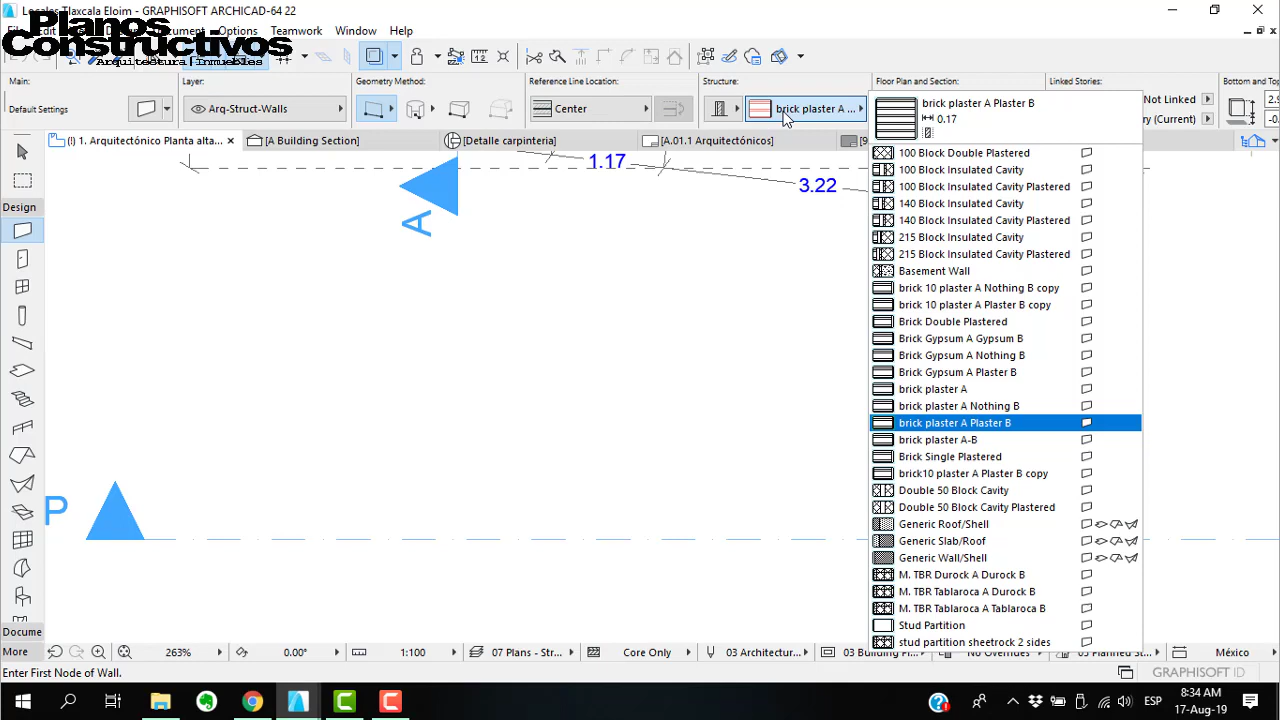 Locales Tlaxcala Eloim - GRAPHISOFT ARCHICAD-64 22
Planos
Constructivos
Arquitectura | Inmuebles
Document Options Teamwork Window Help
Main:
Layer:
Geometry Method:
Reference Line Location:
Structure:
Floor Plan and Section:
Linked Stories:
Bottom and Top
Default Settings
Arq-Struct-Walls
Center
brick plaster A ...
Not Linked
(Current)
(!) 1. Arquitectónico Planta alta...
[A Building Section]
[Detalle carpinteria]
[A.01.1 Arquitectónicos]
brick plaster A Plaster B
0.17
100 Block Double Plastered
100 Block Insulated Cavity
100 Block Insulated Cavity Plastered
140 Block Insulated Cavity
140 Block Insulated Cavity Plastered
215 Block Insulated Cavity
215 Block Insulated Cavity Plastered
Basement Wall
brick 10 plaster A Nothing B copy
brick 10 plaster A Plaster B copy
Brick Double Plastered
Brick Gypsum A Gypsum B
Brick Gypsum A Nothing B
Brick Gypsum A Plaster B
brick plaster A
brick plaster A Nothing B
brick plaster A Plaster B
brick plaster A-B
Brick Single Plastered
brick10 plaster A Plaster B copy
Double 50 Block Cavity
Double 50 Block Cavity Plastered
Generic Roof/Shell
Generic Slab/Roof
Generic Wall/Shell
M. TBR Durock A Durock B
M. TBR Tablaroca A Durock B
M. TBR Tablaroca A Tablaroca B
Stud Partition
stud partition sheetrock 2 sides
1.17
3.22
A
P
Design
Docume
More
263%
0.00°
1:100
07 Plans - Str...
Core Only
03 Architectur...
03 Building Pl...
No Overrides
México
Enter First Node of Wall.
GRAPHISOFT ID
ESP
8:34 AM
17-Aug-19